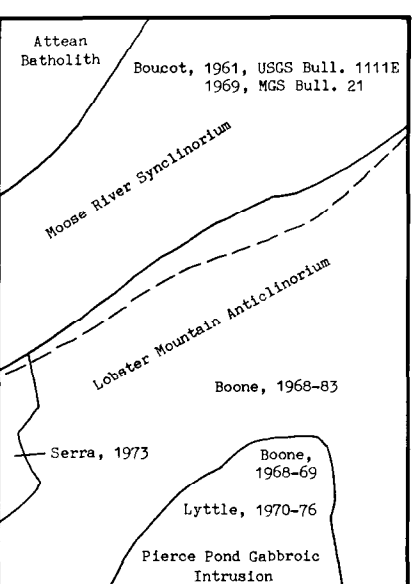 Attean
Batholith
Boucot, 1961, USGS Bull. 1111E
1969, MGS Bull. 21
Moose River Synclinorium
Lobster Mountain Anticlinorium
Boone, 1968-83
Serra, 1973
Boone,
1968-69
Lyttle, 1970-76
Pierce Pond Gabbroic
Intrusion